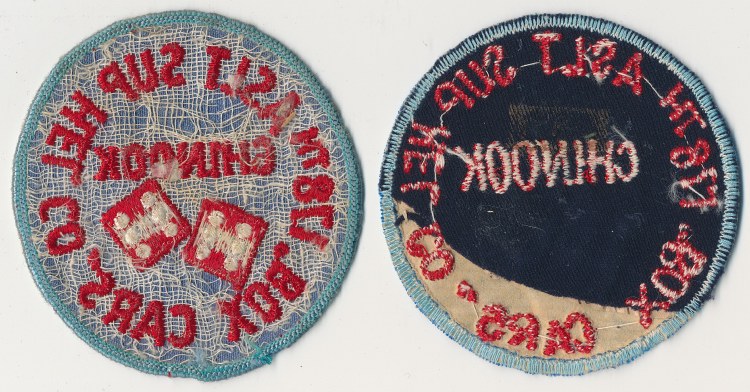 178TH ASLT SUP HEL CO
CHINOOK
"BOX CARS"
178TH ASLT SUP HEL CO
CHINOOK
"BOX CARS"